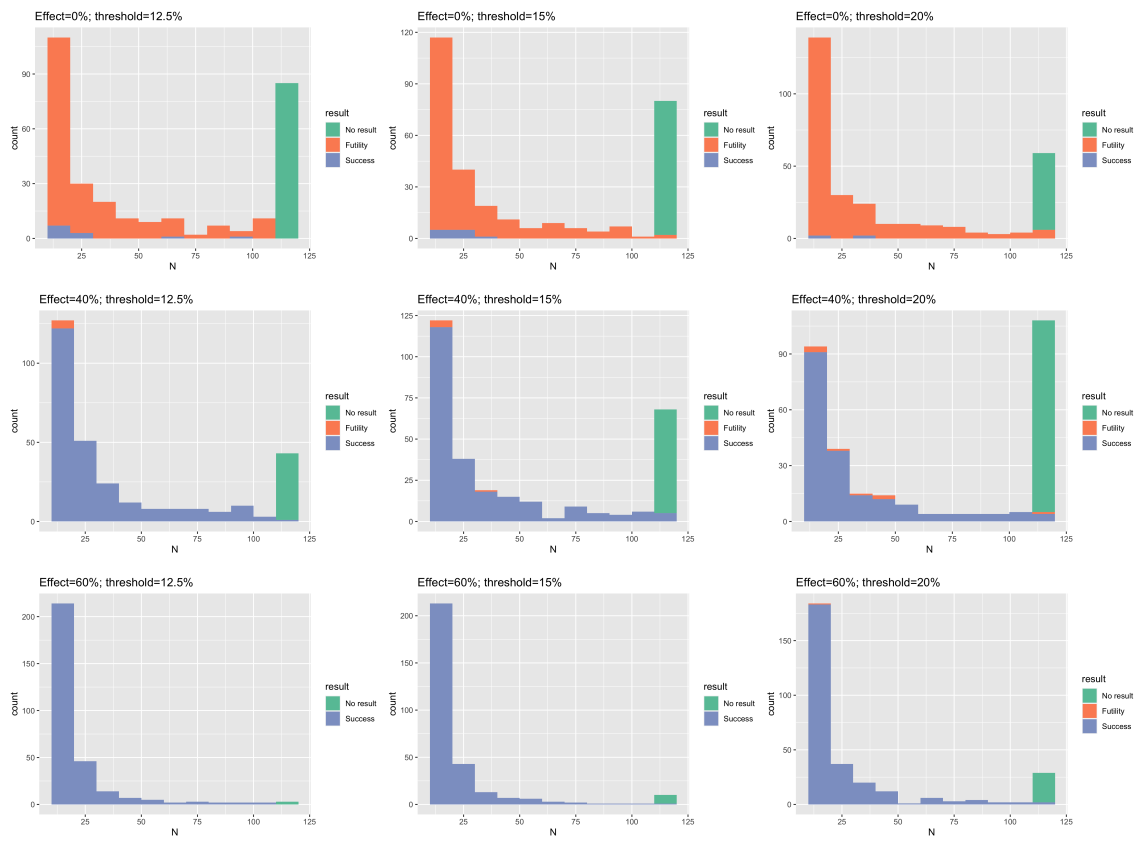 Effect=0%; threshold=12.5%
count
90
60
30
0
25
50
75
100
125
N
result
No result
Futility
Success
Effect=0%; threshold=15%
count
120
90
60
30
0
25
50
75
100
125
N
result
No result
Futility
Success
Effect=0%; threshold=20%
count
100
50
0
25
50
75
100
125
N
result
No result
Futility
Success
Effect=40%; threshold=12.5%
count
100
50
0
25
50
75
100
125
N
result
No result
Futility
Success
Effect=40%; threshold=15%
count
125
100
75
50
25
0
25
50
75
100
125
N
result
No result
Futility
Success
Effect=40%; threshold=20%
count
90
60
30
0
25
50
75
100
125
N
result
No result
Futility
Success
Effect=60%; threshold=12.5%
count
200
150
100
50
0
25
50
75
100
125
N
result
No result
Success
Effect=60%; threshold=15%
count
200
150
100
50
0
25
50
75
100
125
N
result
No result
Success
Effect=60%; threshold=20%
count
150
100
50
0
25
50
75
100
125
N
result
No result
Futility
Success